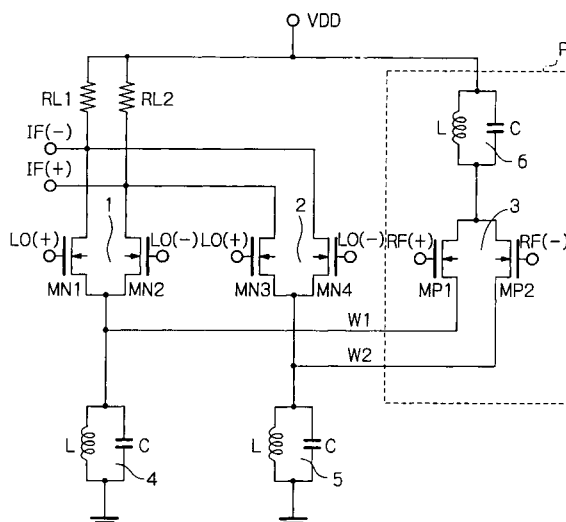 VDD
P
RL1
RL2
L
C
6
IF(-)
IF(+)
1
2
3
LO(+)
LO(-)
LO(+)
LO(-)
RF(+)
RF(-)
MN1
MN2
MN3
MN4
MP1
MP2
W1
W2
L
C
4
L
C
5